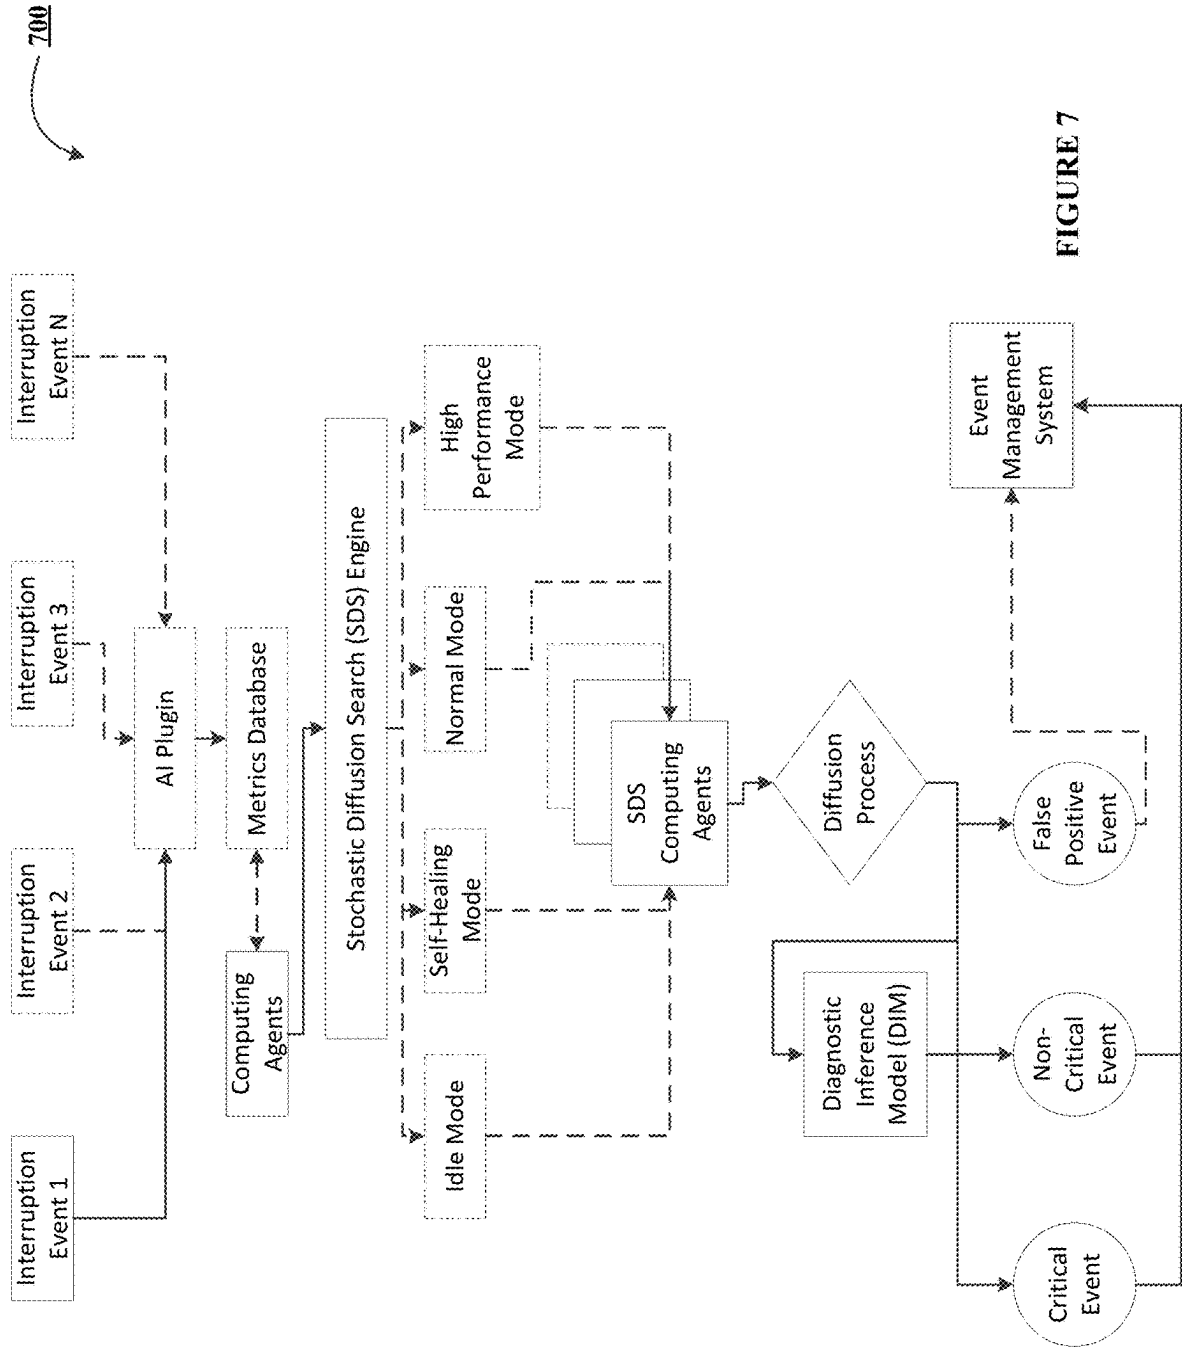 700
Interruption
Event 1
Interruption
Event 2
Interruption
Event 3
Interruption
Event N
AI Plugin
Computing
Agents
Metrics Database
Stochastic Diffusion Search (SDS) Engine
Idle Mode
Self-Healing
Mode
Normal Mode
High
Performance
Mode
SDS
Computing
Agents
Diffusion
Process
Diagnostic
Inference
Model (DIM)
Critical
Event
Non-
Critical
Event
False
Positive
Event
Event
Management
System
FIGURE 7